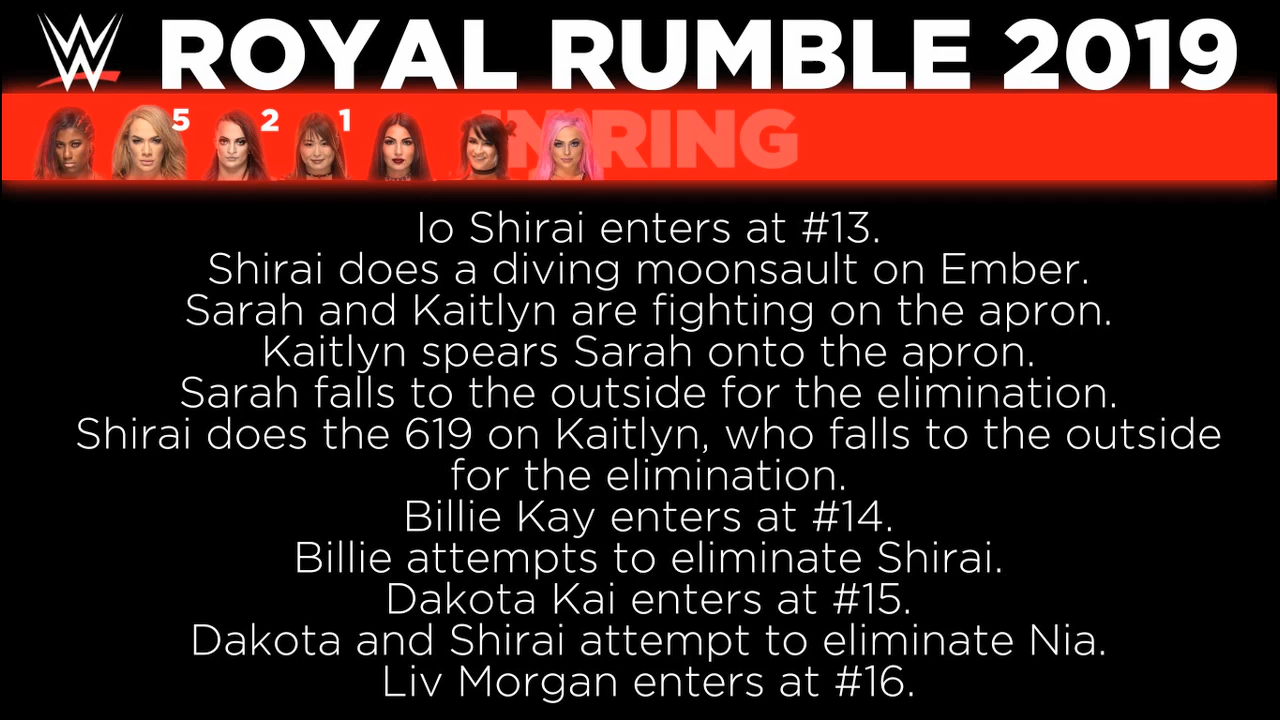 W ROYAL RUMBLE 2019
5 2 1 IN RING
Io Shirai enters at #13.
Shirai does a diving moonsault on Ember.
Sarah and Kaitlyn are fighting on the apron.
Kaitlyn spears Sarah onto the apron.
Sarah falls to the outside for the elimination.
Shirai does the 619 on Kaitlyn, who falls to the outside
for the elimination.
Billie Kay enters at #14.
Billie attempts to eliminate Shirai.
Dakota Kai enters at #15.
Dakota and Shirai attempt to eliminate Nia.
Liv Morgan enters at #16.